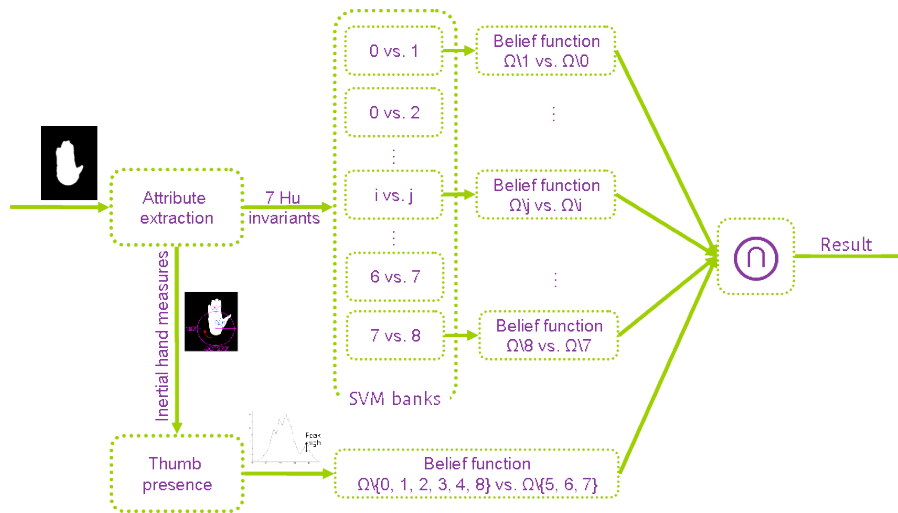 0 vs. 1
Belief function
Ω\1 vs. Ω\0
0 vs. 2
⋮
⋮
Attribute
extraction
7 Hu
invariants
i vs. j
Belief function
Ω\j vs. Ω\i
⋮
Result
6 vs. 7
⋮
Inertial hand measures
7 vs. 8
Belief function
Ω\8 vs. Ω\7
SVM banks
Peak
high
Thumb
presence
Belief function
Ω\{0, 1, 2, 3, 4, 8} vs. Ω\{5, 6, 7}